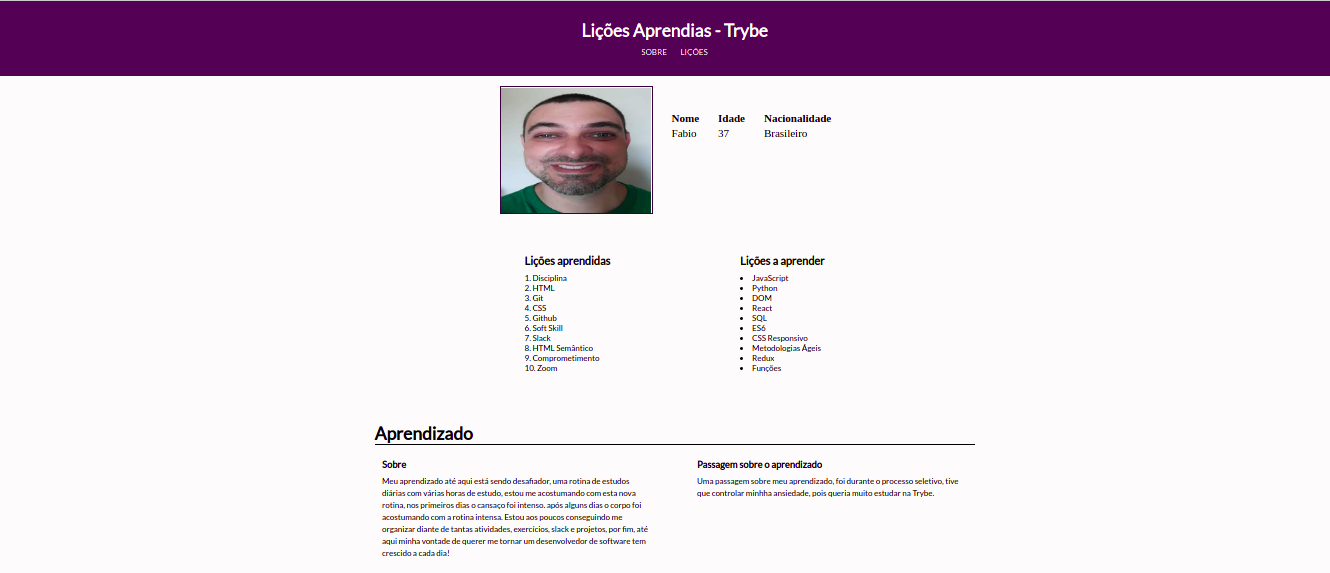 Lições Aprendias - Trybe
SOBRE LIÇÕES
Nome Idade Nacionalidade
Fabio 37 Brasileiro
Lições aprendidas
1. Disciplina
2. HTML
3. Git
4. CSS
5. Github
6. Soft Skill
7. Slack
8. HTML Semântico
9. Comprometimento
10. Zoom
Lições a aprender
• JavaScript
• Python
• DOM
• React
• SQL
• ES6
• CSS Responsivo
• Metodologias Ágeis
• Redux
• Funções
Aprendizado
Sobre
Meu aprendizado até aqui está sendo desafiador, uma rotina de estudos
diárias com várias horas de estudo, estou me acostumando com esta nova
rotina, nos primeiros dias o cansaço foi intenso. após alguns dias o corpo foi
acostumando com a rotina intensa. Estou aos poucos conseguindo me
organizar diante de tantas atividades, exercícios, slack e projetos, por fim, até
aqui minha vontade de querer me tornar um desenvolvedor de software tem
crescido a cada dia!
Passagem sobre o aprendizado
Uma passagem sobre meu aprendizado, foi durante o processo seletivo, tive
que controlar minhha ansiedade, pois queria muito estudar na Trybe.